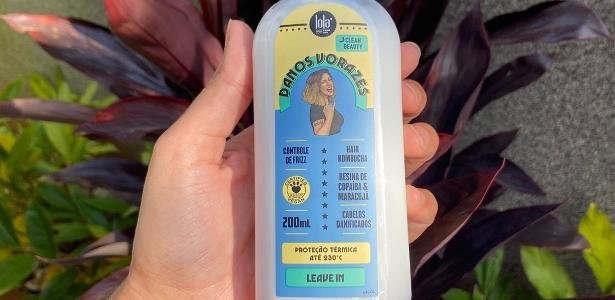 lola
CLEAN
BEAUTY
DANOS VORAZES
CONTROLE
DE FRIZZ
HAIR
KOMBUCHA
RESINA DE
COPAÍBA &
MARACUJÁ
200mL
CABELOS
DANIFICADOS
PROTEÇÃO TÉRMICA
ATÉ 230°C
LEAVE IN